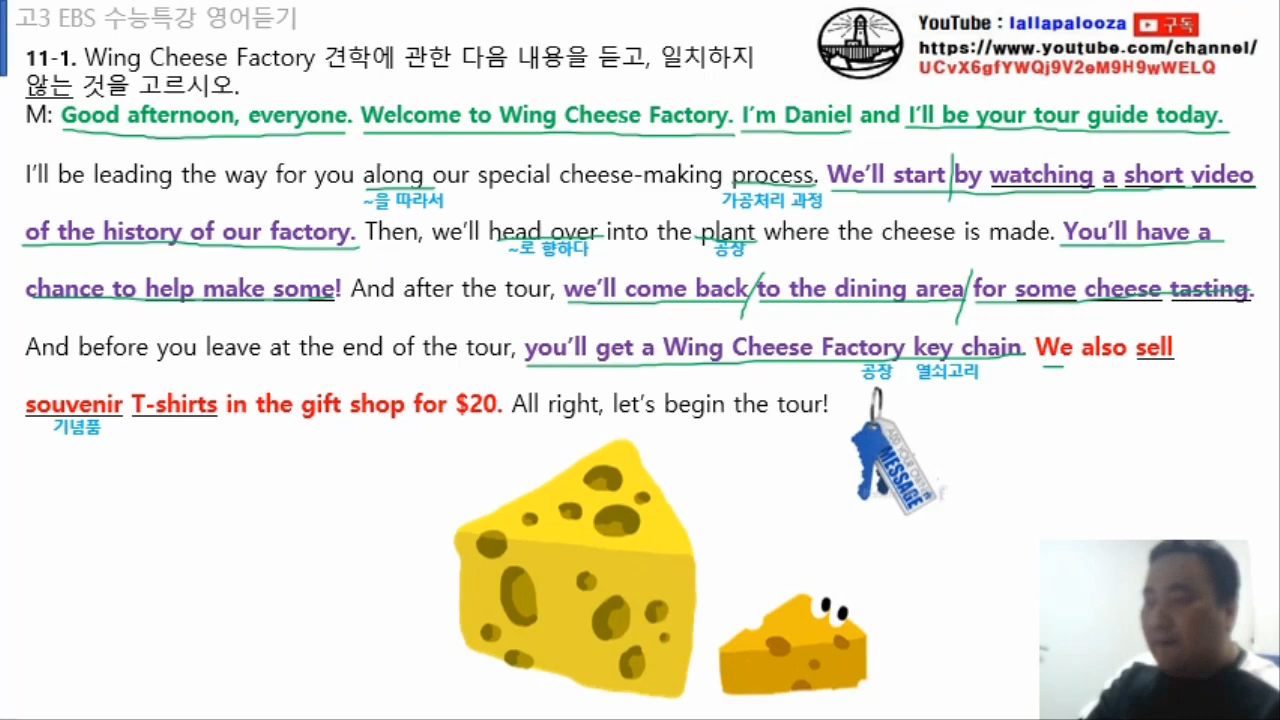 고3 EBS 수능특강 영어듣기
YouTube : lallapalooza 구독
https://www.youtube.com/channel/
UCvX6gfYWQj9V2eM9H9wWELQ
11-1. Wing Cheese Factory 견학에 관한 다음 내용을 듣고, 일치하지
않는 것을 고르시오.
M: Good afternoon, everyone. Welcome to Wing Cheese Factory. I'm Daniel and I'll be your tour guide today.
I'll be leading the way for you along our special cheese-making process. We'll start by watching a short video
~을 따라서 가공처리 과정
of the history of our factory. Then, we'll head over into the plant where the cheese is made. You'll have a
~로 향하다 공장
chance to help make some! And after the tour, we'll come back to the dining area for some cheese tasting.
And before you leave at the end of the tour, you'll get a Wing Cheese Factory key chain. We also sell
공장 열쇠고리
souvenir T-shirts in the gift shop for $20. All right, let's begin the tour!
기념품
ADD YOUR OWN
MESSAGE